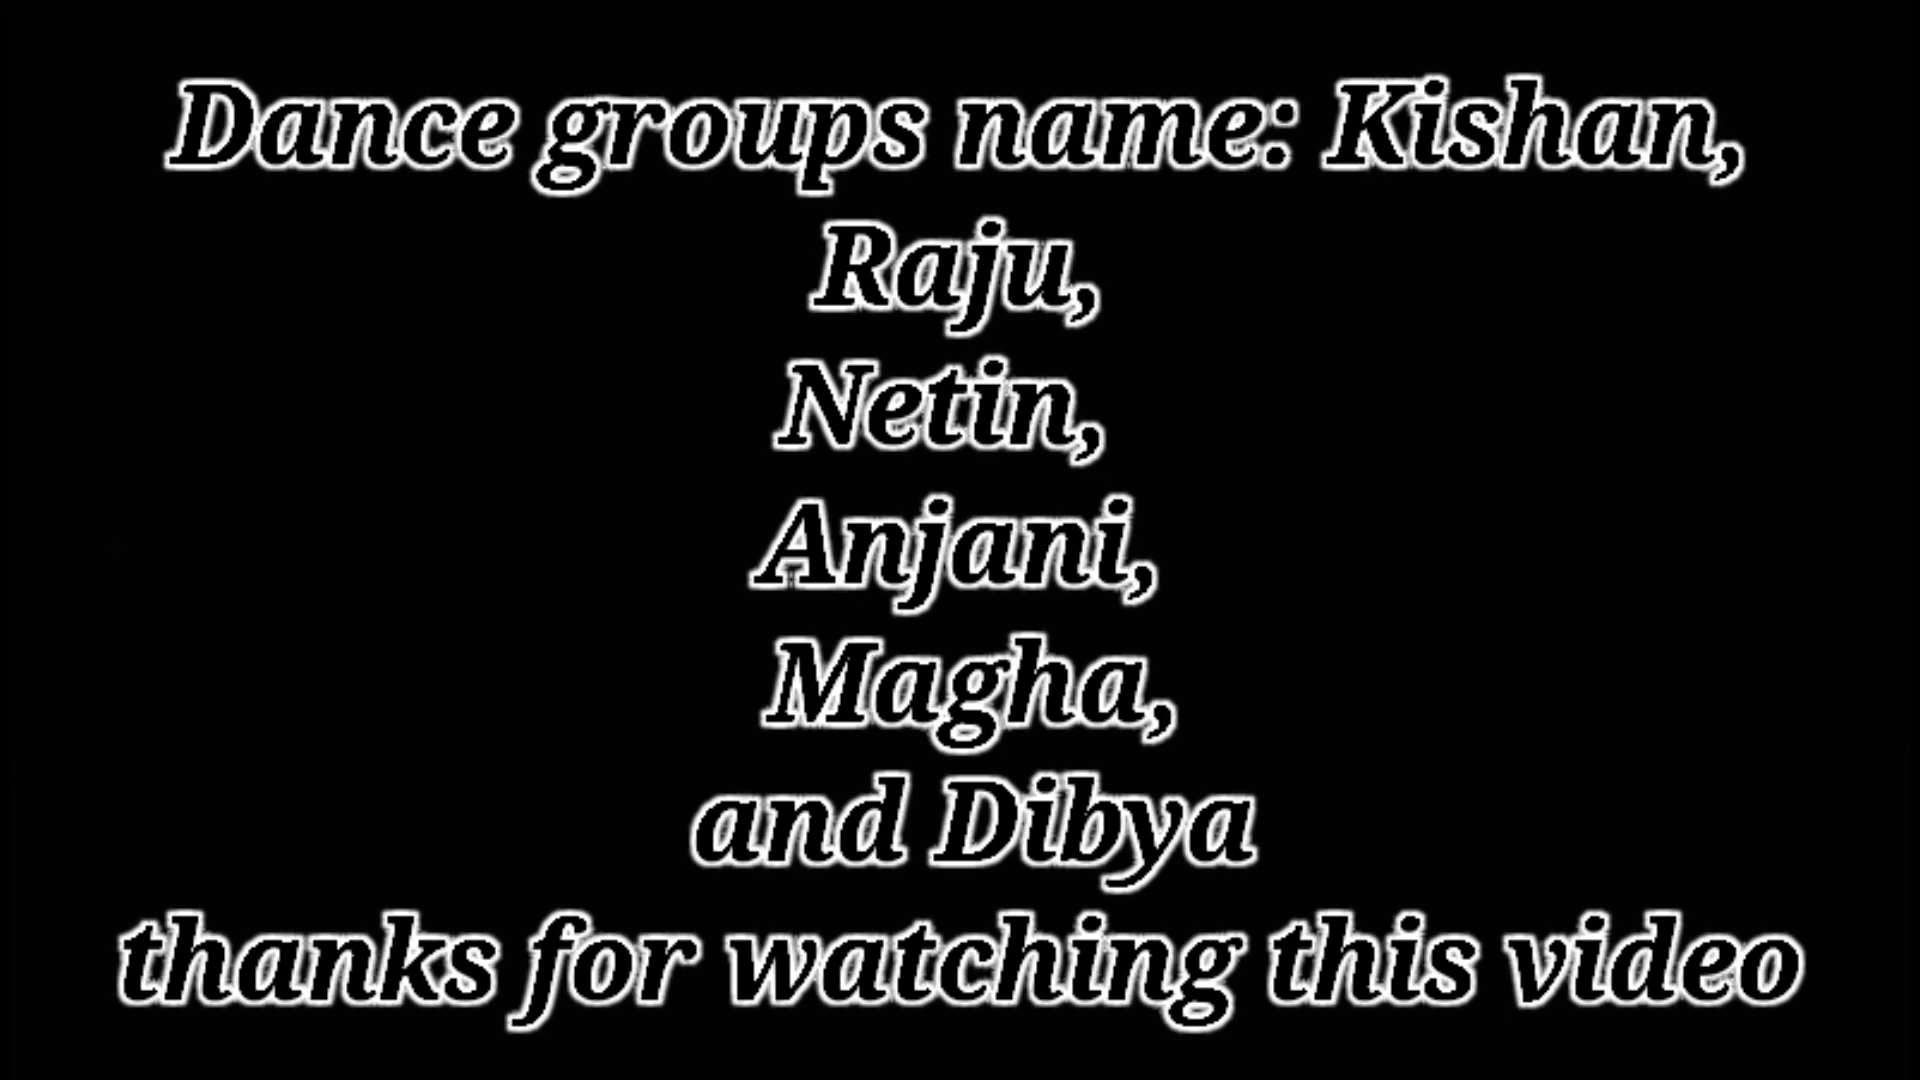 Dance groups name: Kishan,
Raju,
Netin,
Anjani,
Magha,
and Dibya
thanks for watching this video